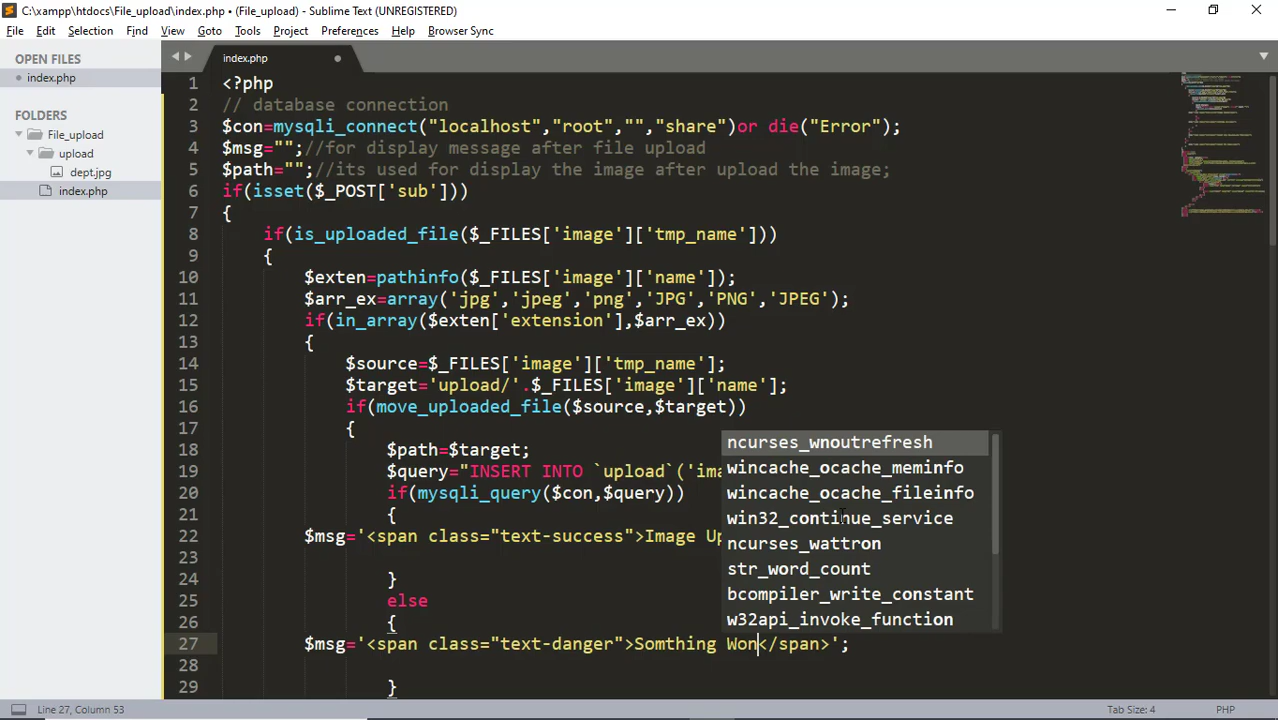 C:\xampp\htdocs\File_upload\index.php • (File_upload) - Sublime Text (UNREGISTERED)
File Edit Selection Find View Goto Tools Project Preferences Help Browser Sync
OPEN FILES
index.php
FOLDERS
File_upload
upload
dept.jpg
index.php
index.php
1 <?php
2 // database connection
3 $con=mysqli_connect("localhost","root","","share")or die("Error");
4 $msg="";//for display message after file upload
5 $path="";//its used for display the image after upload the image;
6 if(isset($_POST['sub']))
7 {
8 if(is_uploaded_file($_FILES['image']['tmp_name']))
9 {
10 $exten=pathinfo($_FILES['image']['name']);
11 $arr_ex=array('jpg','jpeg','png','JPG','PNG','JPEG');
12 if(in_array($exten['extension'],$arr_ex))
13 {
14 $source=$_FILES['image']['tmp_name'];
15 $target='upload/'.$_FILES['image']['name'];
16 if(move_uploaded_file($source,$target))
17 {
18 $path=$target;
19 $query="INSERT INTO `upload`('ima
20 if(mysqli_query($con,$query))
21 {
22 $msg='<span class="text-success">Image Up
23
24 }
25 else
26 {
27 $msg='<span class="text-danger">Somthing Won</span>';
28
29 }
ncurses_wnoutrefresh
wincache_ocache_meminfo
wincache_ocache_fileinfo
win32_continue_service
ncurses_wattron
str_word_count
bcompiler_write_constant
w32api_invoke_function
Line 27, Column 53
Tab Size: 4
PHP